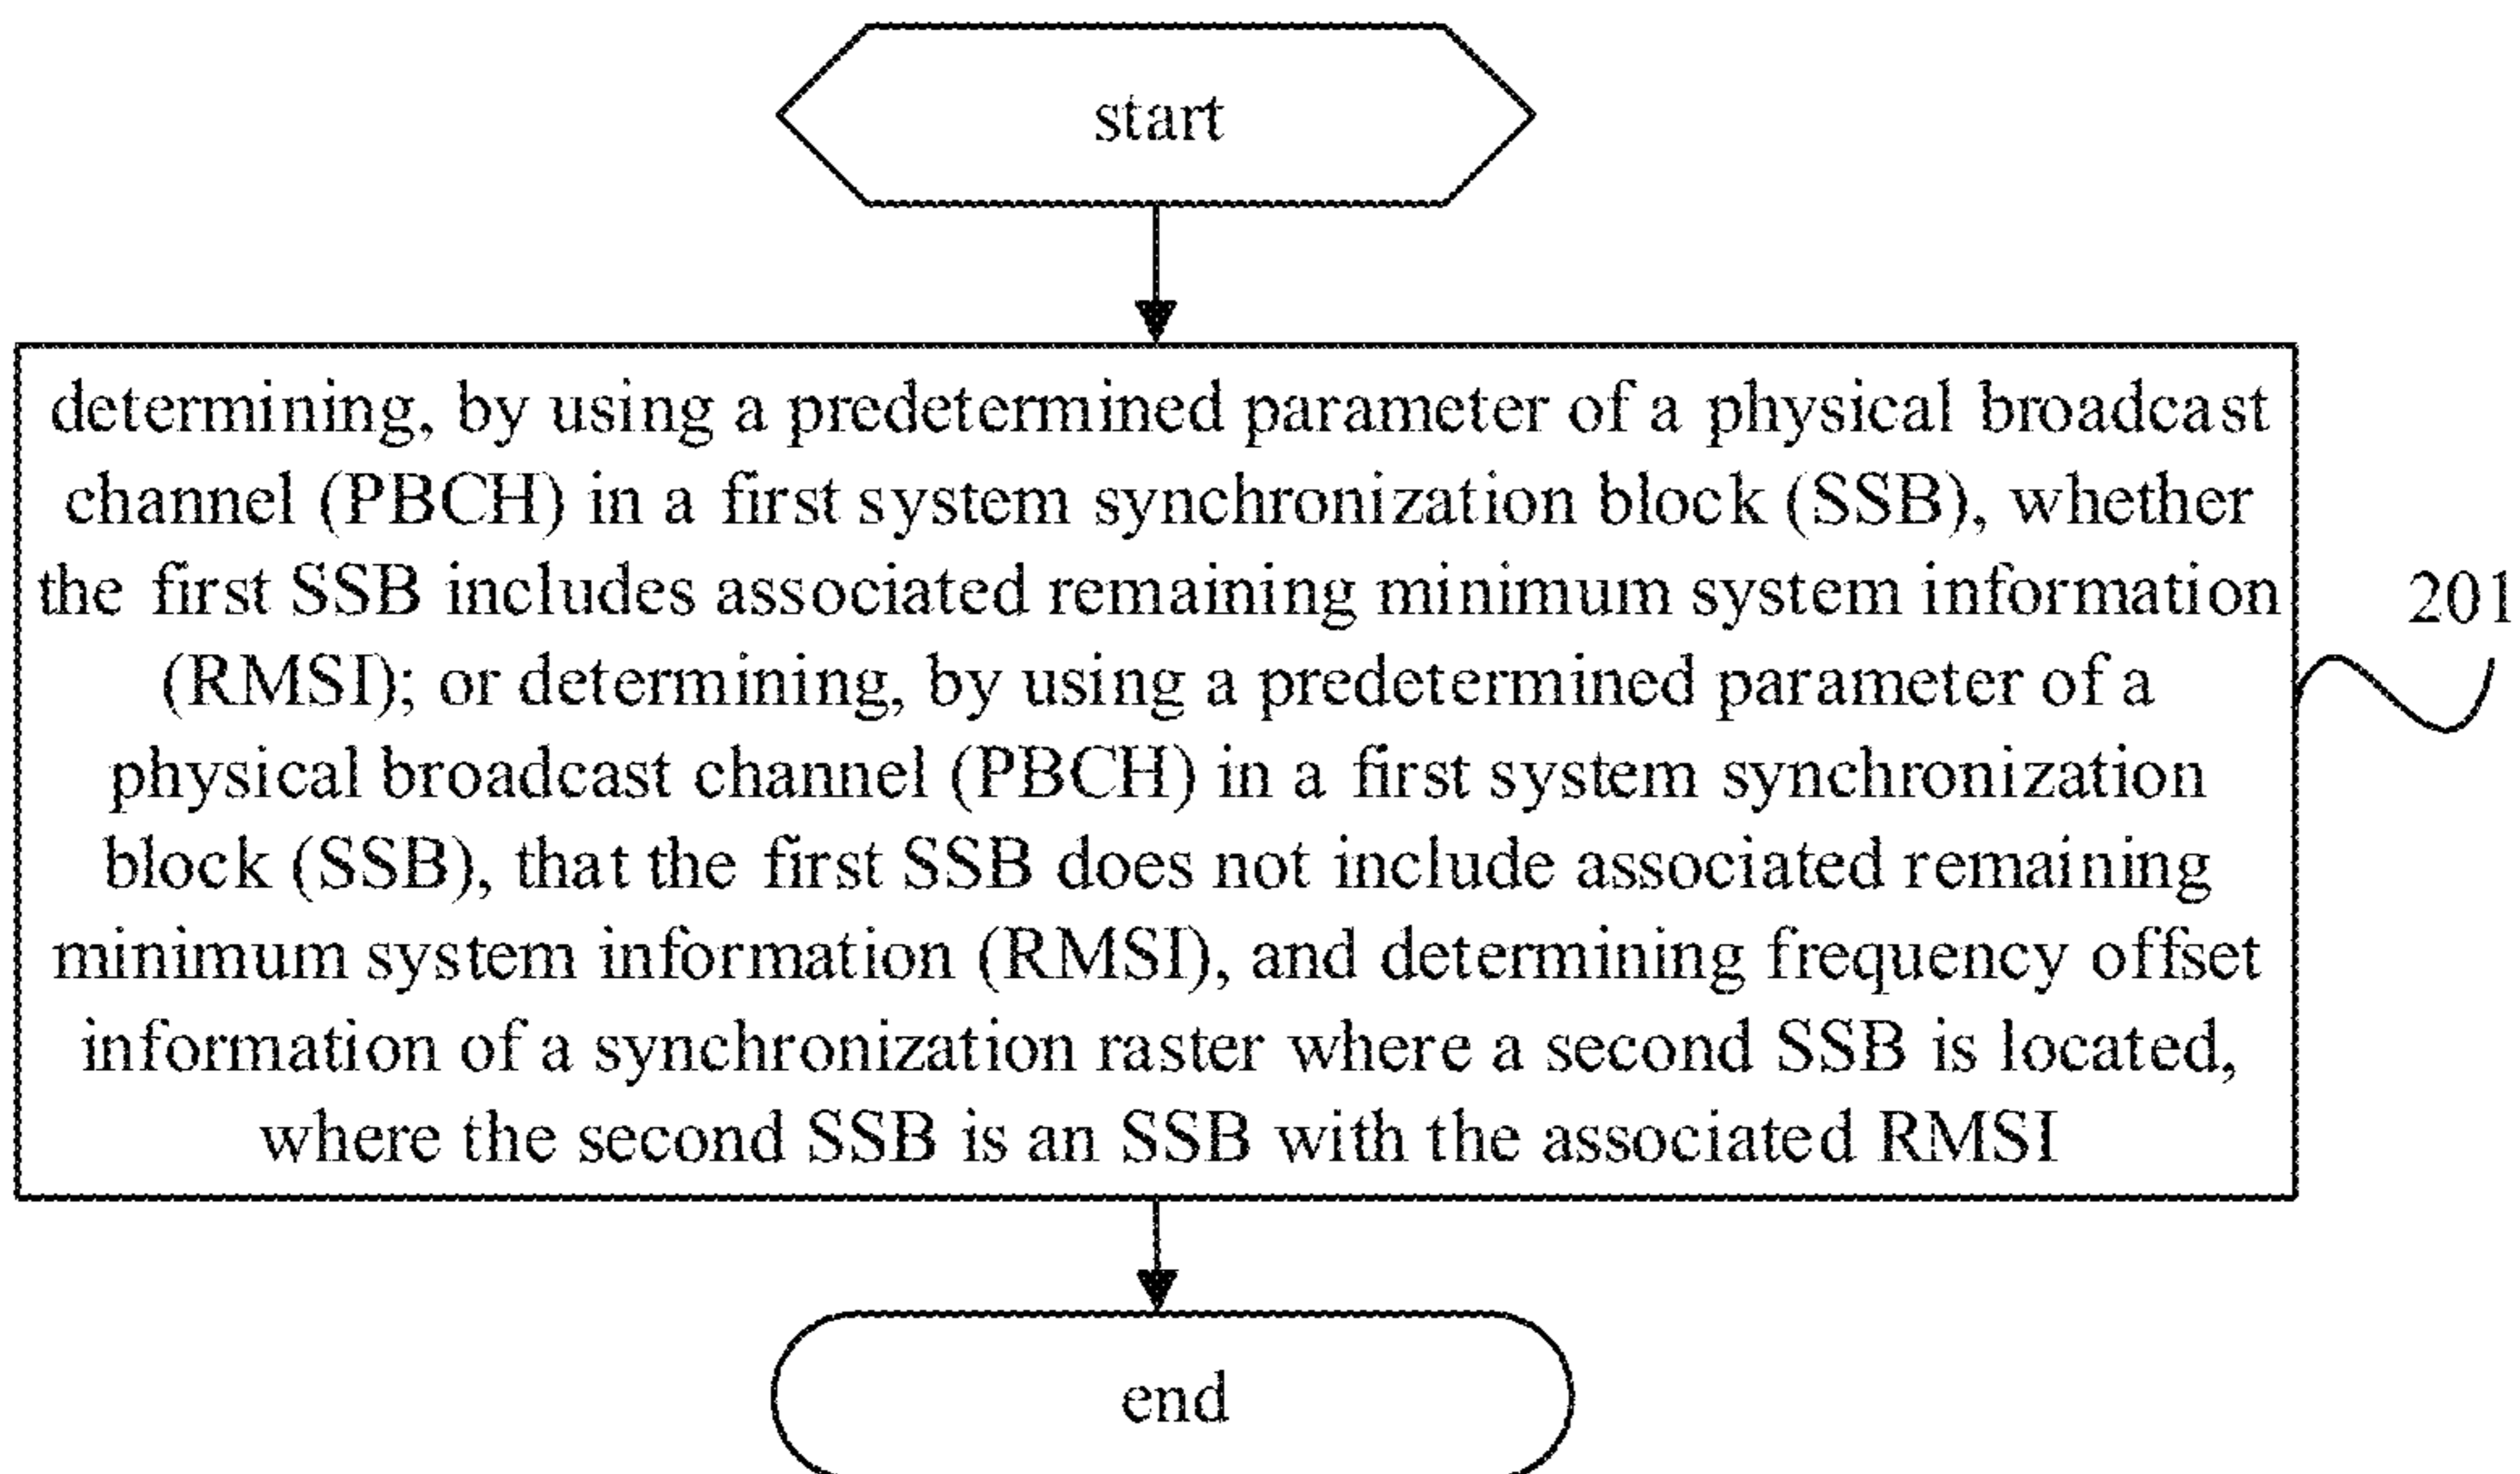 start
determining, by using a predetermined parameter of a physical broadcast
channel (PBCH) in a first system synchronization block (SSB), whether
the first SSB includes associated remaining minimum system information
(RMSI); or determining, by using a predetermined parameter of a
physical broadcast channel (PBCH) in a first system synchronization
block (SSB), that the first SSB does not include associated remaining
minimum system information (RMSI), and determining frequency offset
information of a synchronization raster where a second SSB is located,
where the second SSB is an SSB with the associated RMSI
201
end